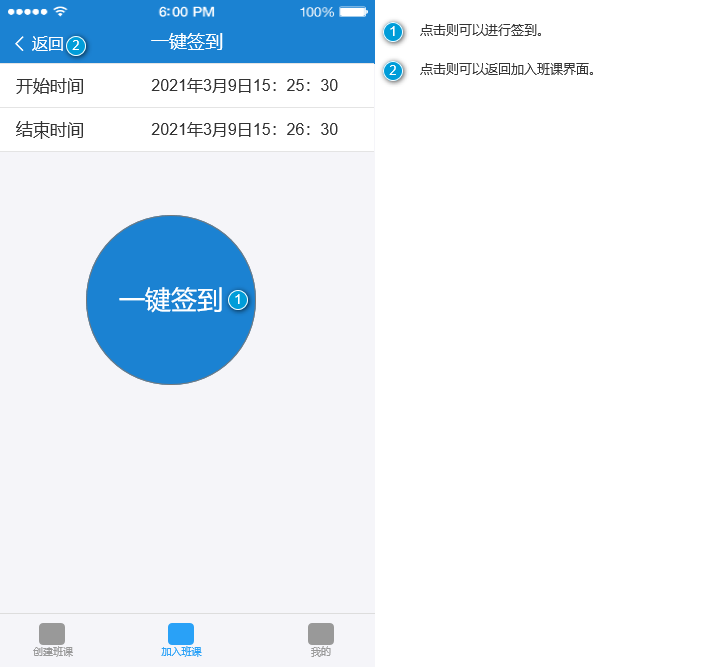 6:00 PM 100%
返回 2 一键签到
开始时间 2021年3月9日15：25：30
结束时间 2021年3月9日15：26：30
一键签到 1
创建班课 加入班课 我的
1 点击则可以进行签到。
2 点击则可以返回加入班课界面。